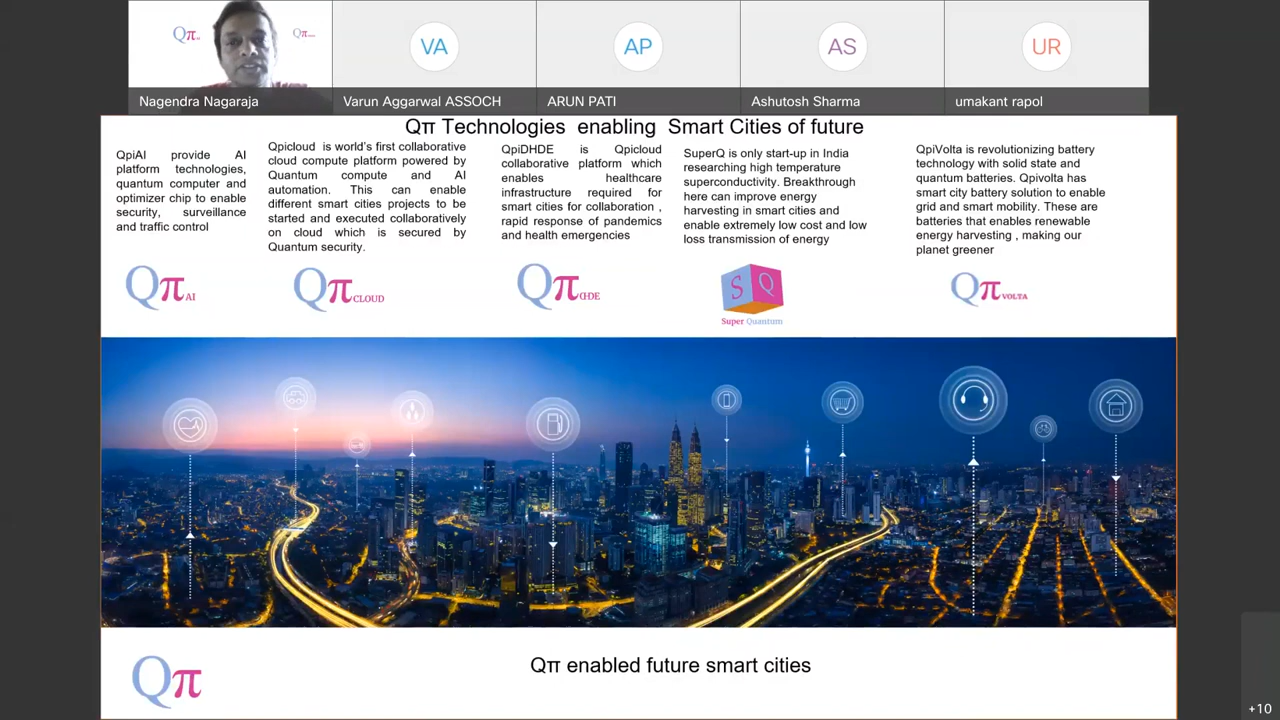 Qπ AI
Qπ
VA
AP
AS
UR
Nagendra Nagaraja
Varun Aggarwal ASSOCH
ARUN PATI
Ashutosh Sharma
umakant rapol
Qπ Technologies enabling Smart Cities of future
QpiAI provide AI
platform technologies,
quantum computer and
optimizer chip to enable
security, surveillance
and traffic control
Qpicloud is world's first collaborative
cloud compute platform powered by
Quantum compute and AI
automation. This can enable
different smart cities projects to be
started and executed collaboratively
on cloud which is secured by
Quantum security.
QpiDHDE is Qpicloud
collaborative platform which
enables healthcare
infrastructure required for
smart cities for collaboration ,
rapid response of pandemics
and health emergencies
SuperQ is only start-up in India
researching high temperature
superconductivity. Breakthrough
here can improve energy
harvesting in smart cities and
enable extremely low cost and low
loss transmission of energy
QpiVolta is revolutionizing battery
technology with solid state and
quantum batteries. Qpivolta has
smart city battery solution to enable
grid and smart mobility. These are
batteries that enables renewable
energy harvesting , making our
planet greener
Qπ AI
Qπ CLOUD
Qπ
S Q
Super Quantum
Qπ VOLTA
Qπ
Qπ enabled future smart cities
+10